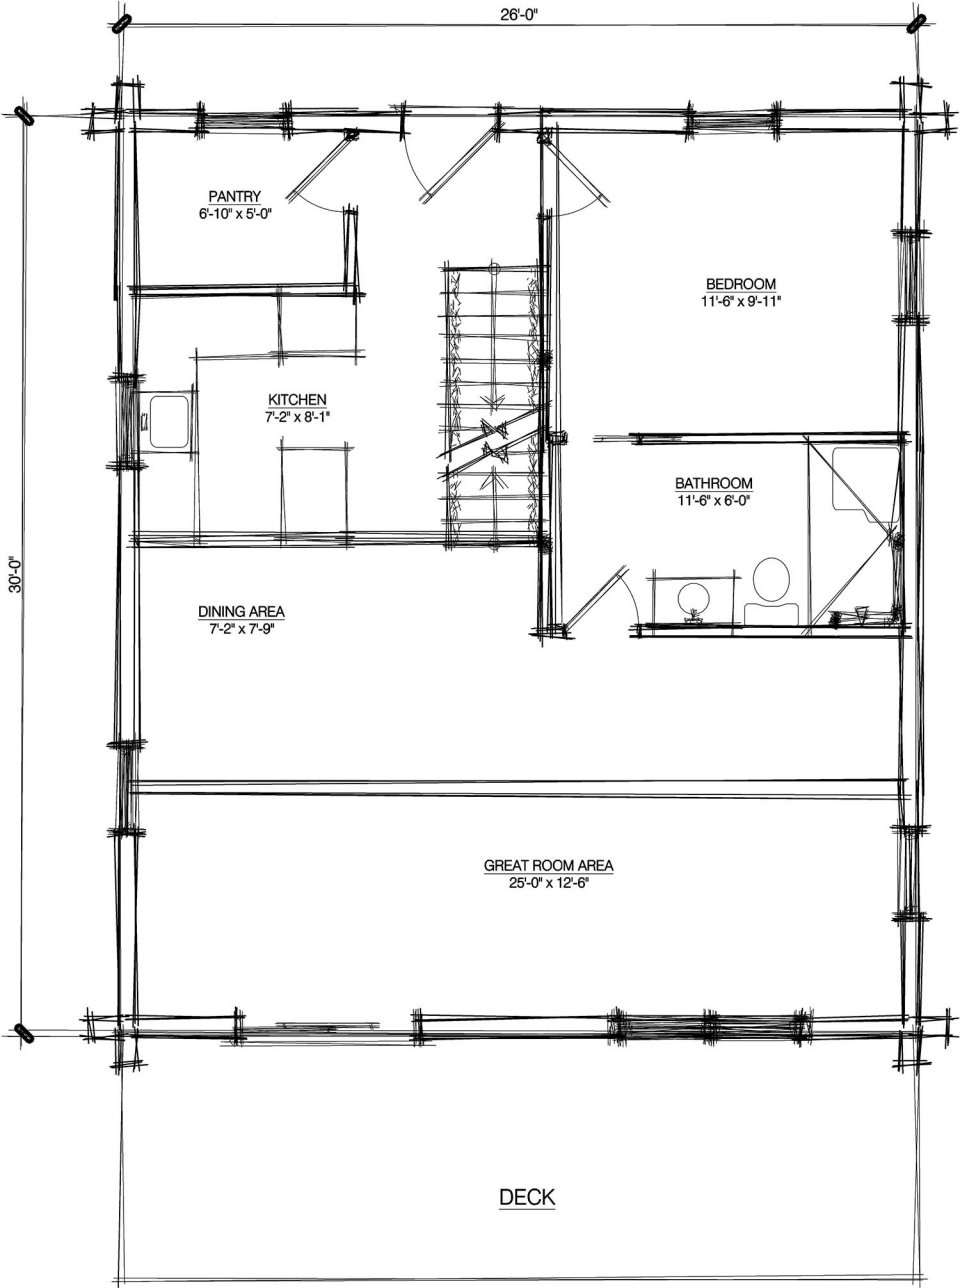 26'-0"
PANTRY
6'-10" x 5'-0"
BEDROOM
11'-6" x 9'-11"
KITCHEN
7'-2" x 8'-1"
BATHROOM
11'-6" x 6'-0"
30'-0"
DINING AREA
7'-2" x 7'-9"
GREAT ROOM AREA
25'-0" x 12'-6"
DECK